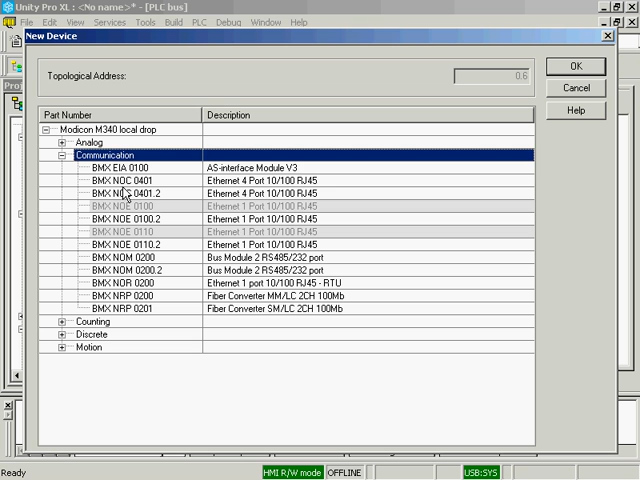 Unity Pro XL : <No name>* - [PLC bus]
File Edit View Services Tools Build PLC Debug Window Help
New Device
Topological Address: 0.6
OK
Cancel
Help
Part Number Description
Modicon M340 local drop
Analog
Communication
BMX EIA 0100 AS-interface Module V3
BMX NOC 0401 Ethernet 4 Port 10/100 RJ45
BMX NOC 0401.2 Ethernet 4 Port 10/100 RJ45
BMX NOE 0100 Ethernet 1 Port 10/100 RJ45
BMX NOE 0100.2 Ethernet 1 Port 10/100 RJ45
BMX NOE 0110 Ethernet 1 Port 10/100 RJ45
BMX NOE 0110.2 Ethernet 1 Port 10/100 RJ45
BMX NOM 0200 Bus Module 2 RS485/232 port
BMX NOM 0200.2 Bus Module 2 RS485/232 port
BMX NOR 0200 Ethernet 1 port 10/100 RJ45 - RTU
BMX NRP 0200 Fiber Converter MM/LC 2CH 100Mb
BMX NRP 0201 Fiber Converter SM/LC 2CH 100Mb
Counting
Discrete
Motion
Ready HMI R/W mode OFFLINE USB:SYS